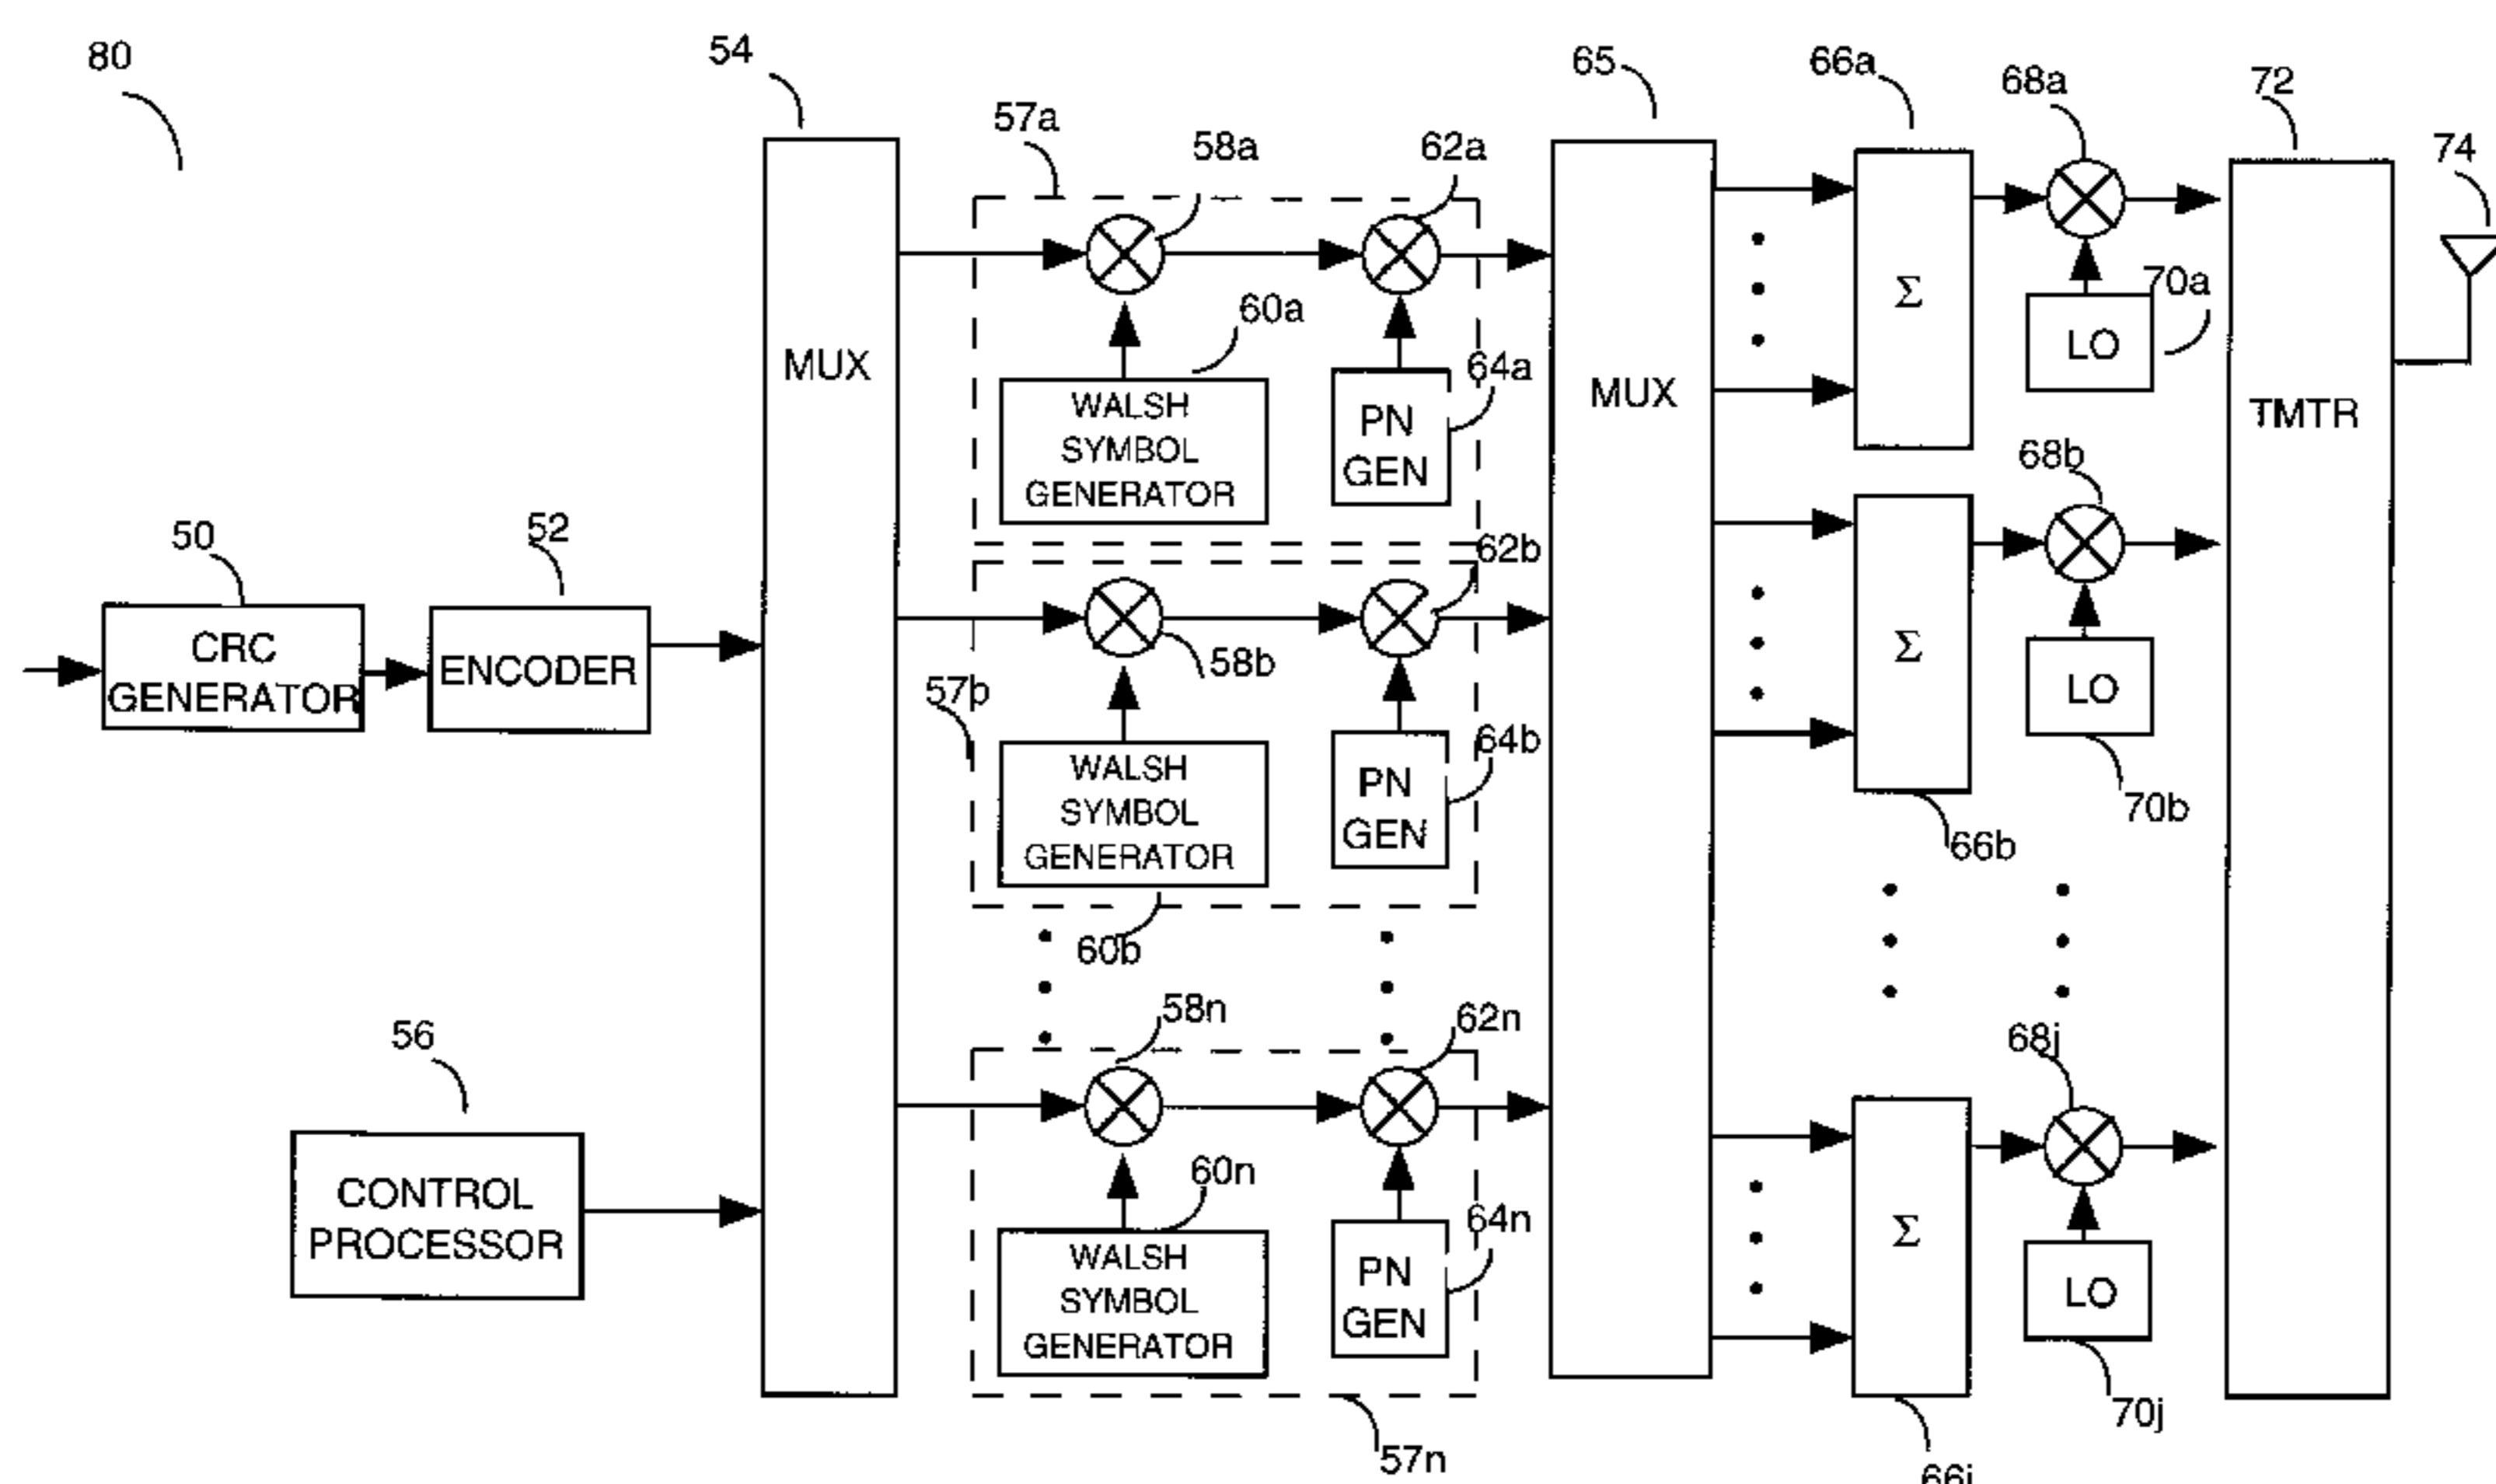 80
54
65
66a
68a
72
74
57a
58a
62a
MUX
60a
64a
WALSH
SYMBOL
GENERATOR
PN
GEN
MUX
Σ
70a
LO
TMTR
50
52
CRC
GENERATOR
ENCODER
62b
58b
57b
64b
WALSH
SYMBOL
GENERATOR
PN
GEN
60b
68b
Σ
LO
70b
66b
56
CONTROL
PROCESSOR
58n
62n
60n
64n
WALSH
SYMBOL
GENERATOR
PN
GEN
57n
68j
Σ
LO
70j
66j